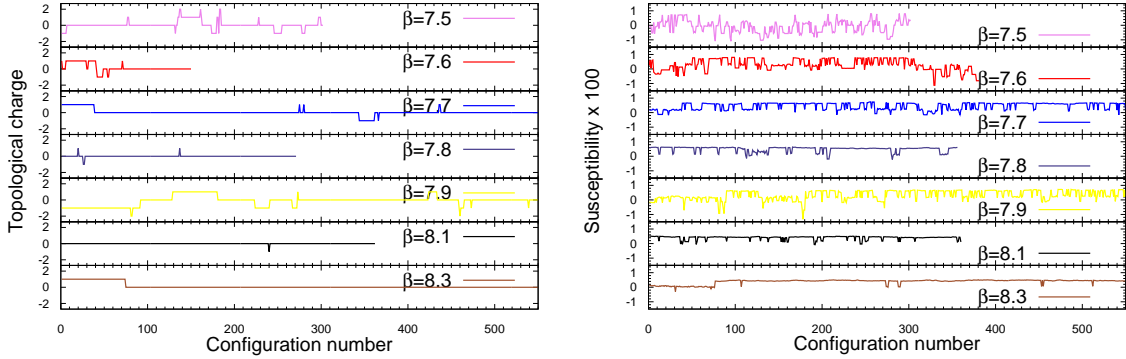 Topological charge
2
0
-2
β=7.5
2
0
-2
β=7.6
2
0
-2
β=7.7
2
0
-2
β=7.8
2
0
-2
β=7.9
2
0
-2
β=8.1
2
0
-2
β=8.3
0 100 200 300 400 500
Configuration number
Susceptibility x 100
1
0
-1
β=7.5
1
0
-1
β=7.6
1
0
-1
β=7.7
1
0
-1
β=7.8
1
0
-1
β=7.9
1
0
-1
β=8.1
1
0
-1
β=8.3
0 100 200 300 400 500
Configuration number